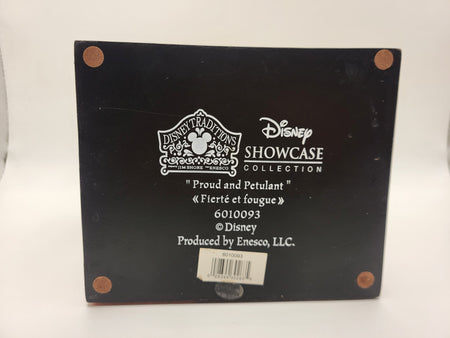 DISNEY TRADITIONS
JIM SHORE ENESCO
Disney
SHOWCASE
COLLECTION
" Proud and Petulant "
« Fierté et fougue »
6010093
© Disney
Produced by Enesco, LLC.
6010093